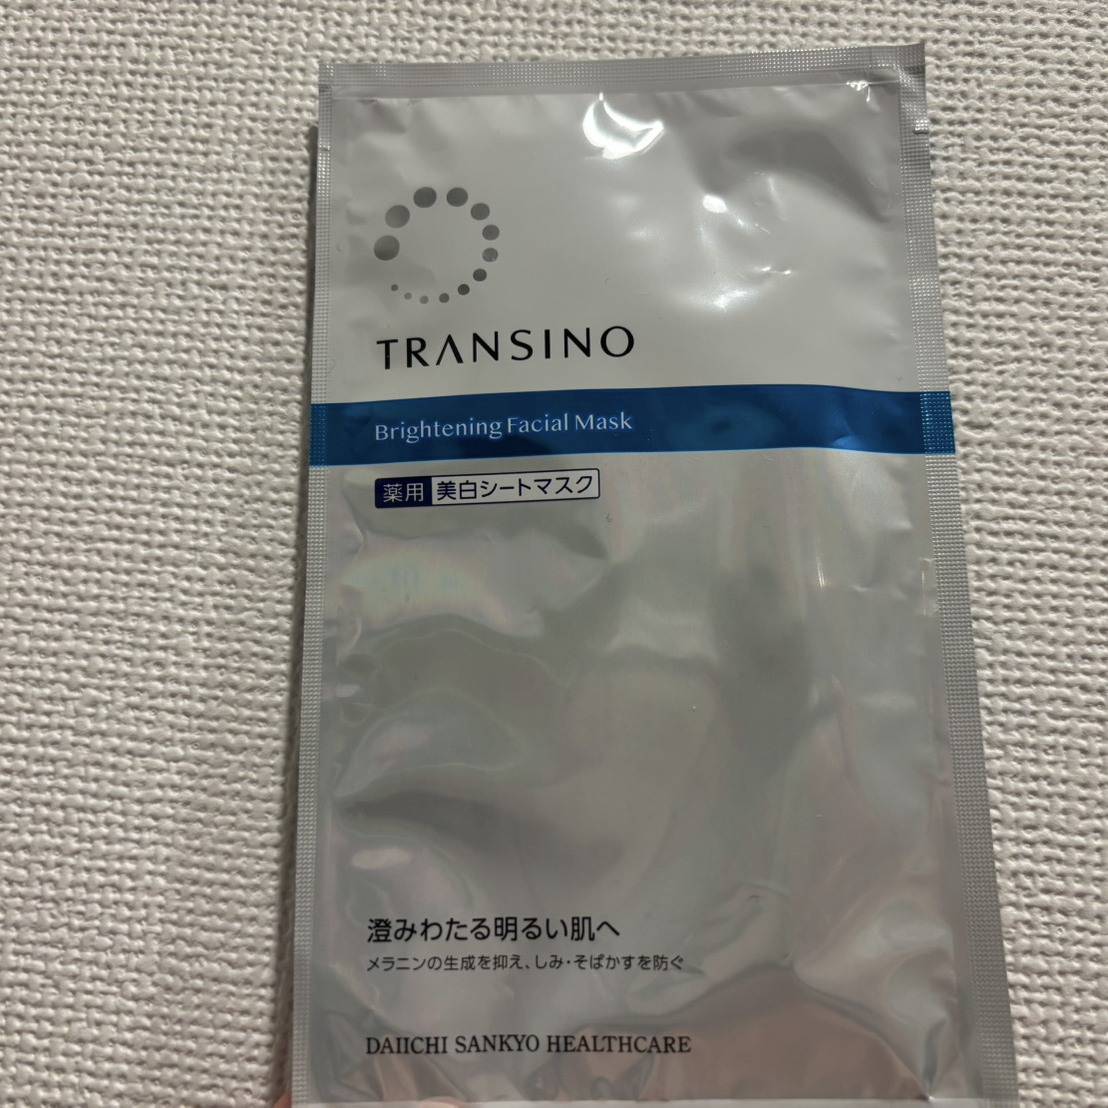 TRANSINO
Brightening Facial Mask
薬用 美白シートマスク
澄みわたる明るい肌へ
メラニンの生成を抑え、しみ・そばかすを防ぐ
DAIICHI SANKYO HEALTHCARE